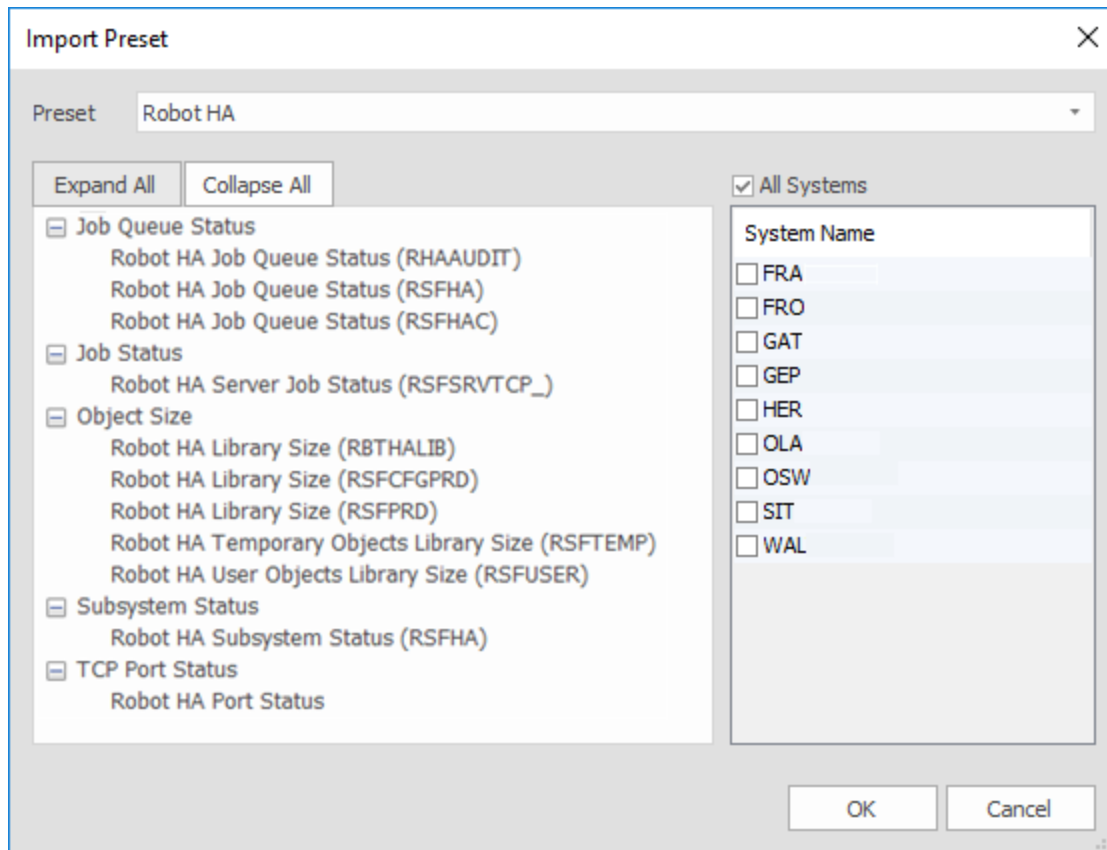 Import Preset
Preset
Robot HA
Expand All
Collapse All
Job Queue Status
Robot HA Job Queue Status (RHAAUDIT)
Robot HA Job Queue Status (RSFHA)
Robot HA Job Queue Status (RSFHAC)
Job Status
Robot HA Server Job Status (RSFSRVTCP_)
Object Size
Robot HA Library Size (RBTHALIB)
Robot HA Library Size (RSFCFGPRD)
Robot HA Library Size (RSFPRD)
Robot HA Temporary Objects Library Size (RSFTEMP)
Robot HA User Objects Library Size (RSFUSER)
Subsystem Status
Robot HA Subsystem Status (RSFHA)
TCP Port Status
Robot HA Port Status
All Systems
System Name
FRA
FRO
GAT
GEP
HER
OLA
OSW
SIT
WAL
OK
Cancel